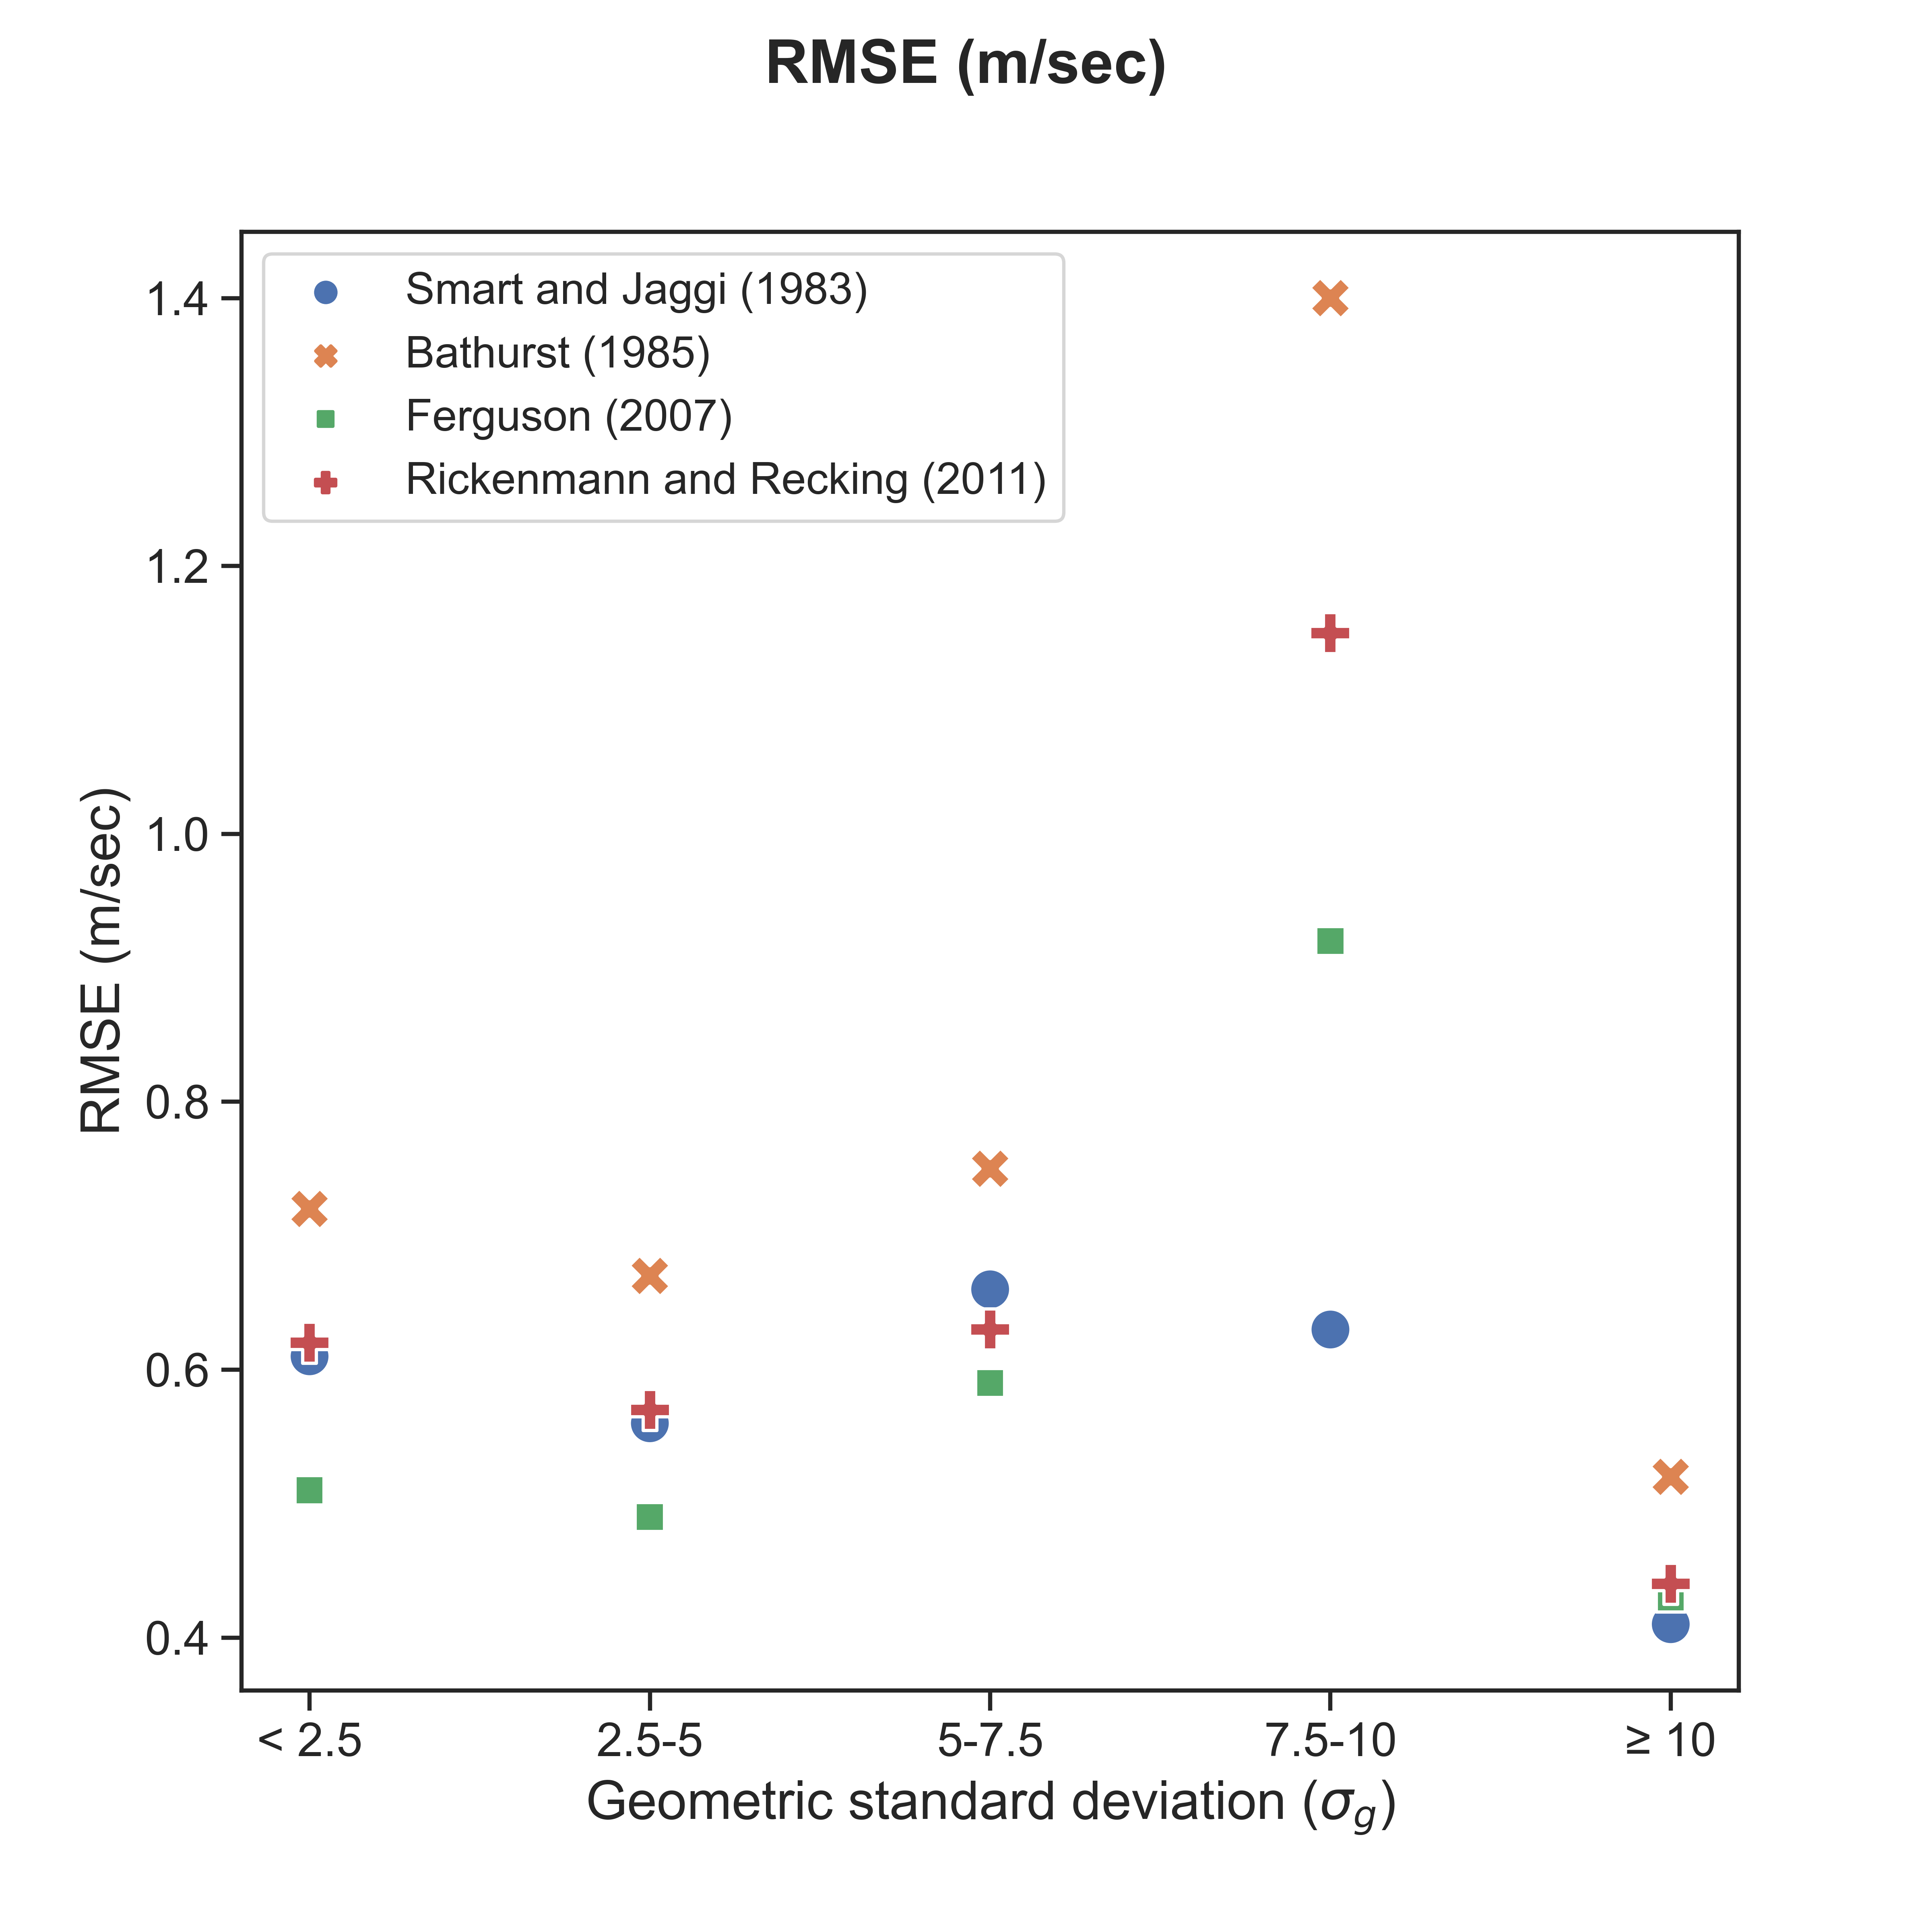 RMSE (m/sec)
Smart and Jaggi (1983)
Bathurst (1985)
Ferguson (2007)
Rickenmann and Recking (2011)
1.4
1.2
1.0
0.8
0.6
0.4
RMSE (m/sec)
< 2.5
2.5-5
5-7.5
7.5-10
≥ 10
Geometric standard deviation (σg)